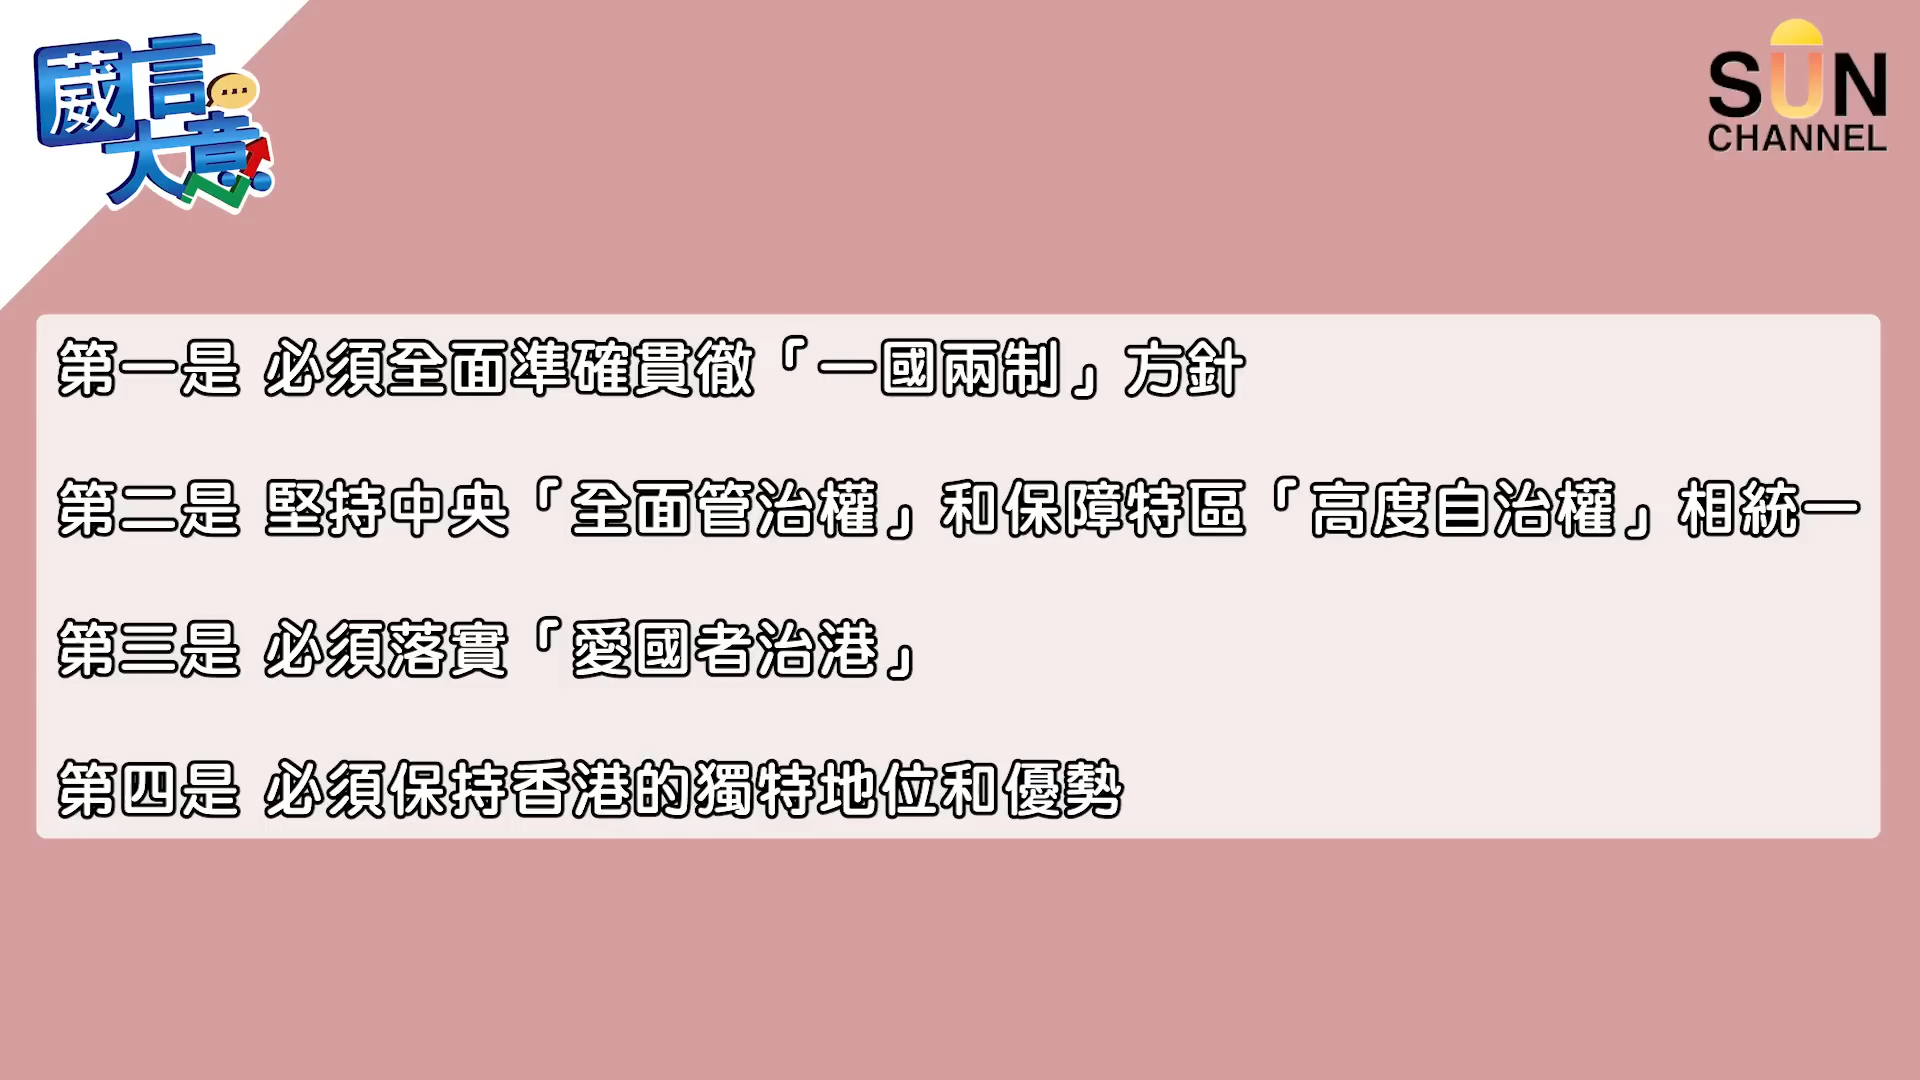 葳信大意
SUN
CHANNEL
第一是 必須全面準確貫徹「一國兩制」方針
第二是 堅持中央「全面管治權」和保障特區「高度自治權」相統一
第三是 必須落實「愛國者治港」
第四是 必須保持香港的獨特地位和優勢